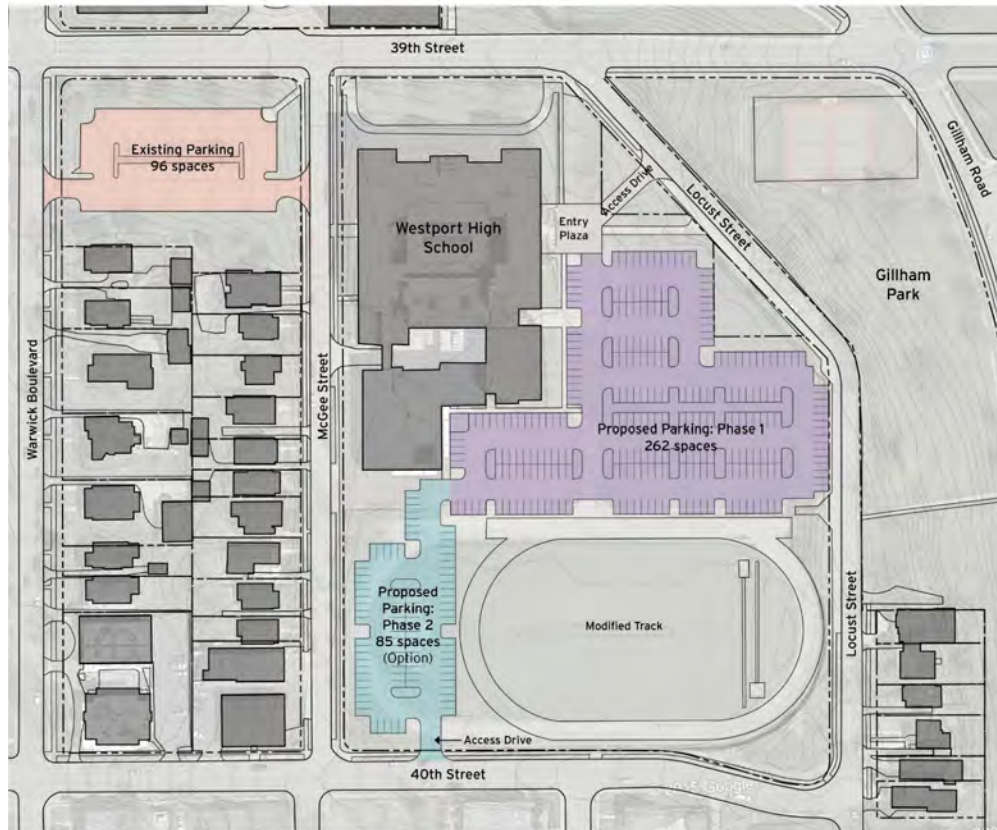 39th Street
Existing Parking
96 spaces
Westport High
School
Entry
Plaza
Access Drive
Locust Street
Gillham Road
Gillham
Park
Warwick Boulevard
McGee Street
Proposed Parking: Phase 1
262 spaces
Proposed
Parking:
Phase 2
85 spaces
(Option)
Modified Track
Locust Street
Access Drive
40th Street
Google